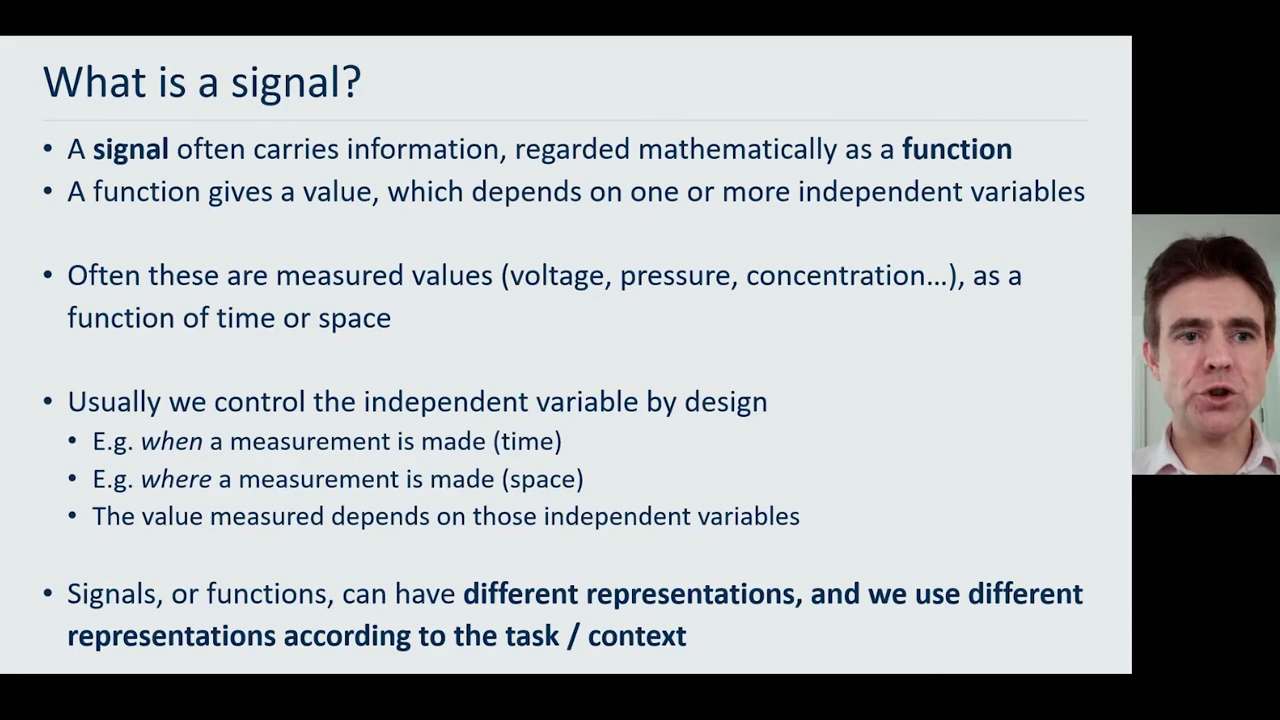 What is a signal?
• A signal often carries information, regarded mathematically as a function
• A function gives a value, which depends on one or more independent variables
• Often these are measured values (voltage, pressure, concentration…), as a
function of time or space
• Usually we control the independent variable by design
• E.g. when a measurement is made (time)
• E.g. where a measurement is made (space)
• The value measured depends on those independent variables
• Signals, or functions, can have different representations, and we use different
representations according to the task / context